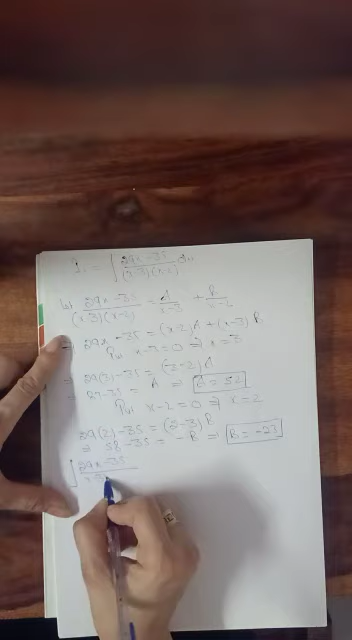 I = ∫ 29x-35/(x-3)(x-2) dx
Let 29x-35/(x-3)(x-2) = A/x-3 + B/x-2
29x-35 = (x-2)A + (x-3)B
Put x-3=0 ⇒ x=3
29(3)-35 = (3-2)A
87-35 = A ⇒ A = 52
Put x-2=0 ⇒ x=2
29(2)-35 = (2-3)B
⇒ 58-35 = -B ⇒ B = -23
∫ 29x-35